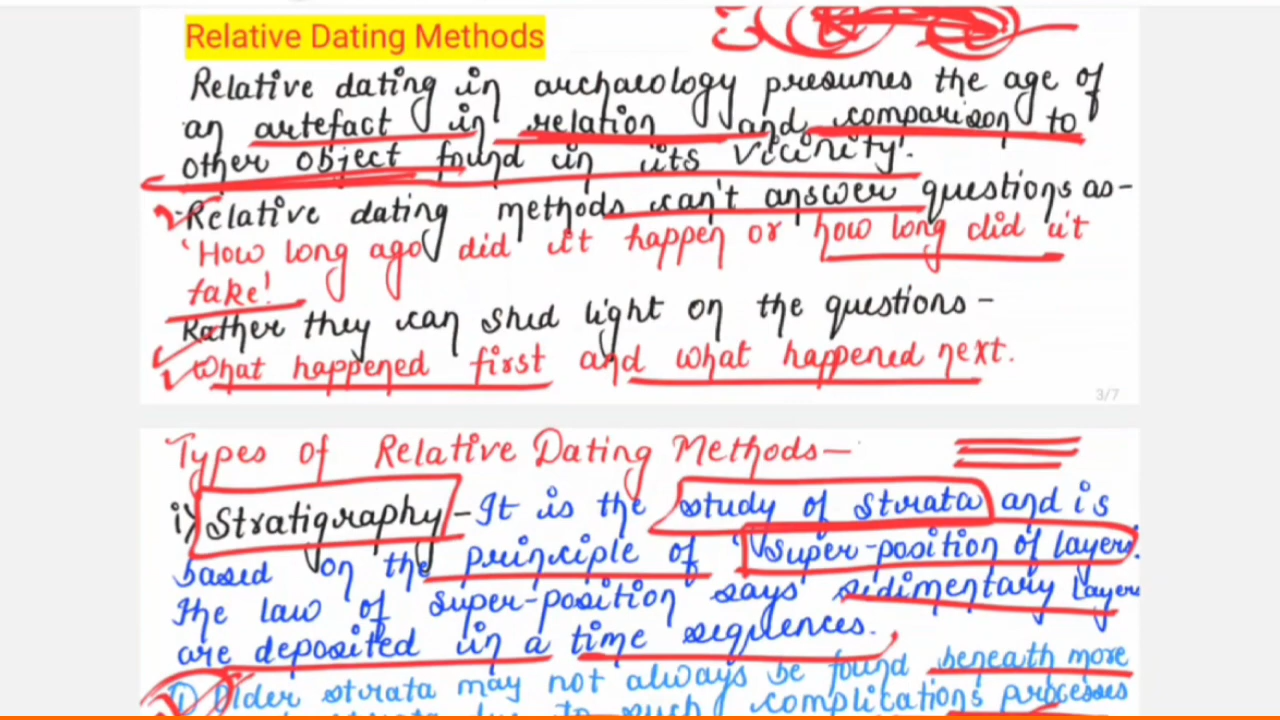 Relative Dating Methods
Relative dating in archaeology presumes the age of
an artefact in relation and comparison to
other object found in its vicinity.
Relative dating methods can't answer questions as-
'How long ago did it happen or how long did it
take!
Rather they can shed light on the questions -
What happened first and what happened next.
3/7
Types of Relative Dating Methods-
i) Stratigraphy - It is the study of strata and is
based on the principle of 'Super-position of layers.
The law of super-position says sedimentary layer
are deposited in a time sequences.
1) Older strata may not always be found beneath more
complications processes